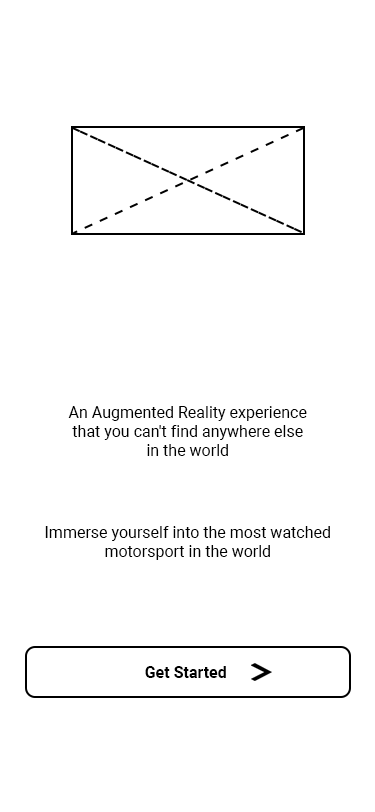 An Augmented Reality experience
that you can't find anywhere else
in the world
Immerse yourself into the most watched
motorsport in the world
Get Started